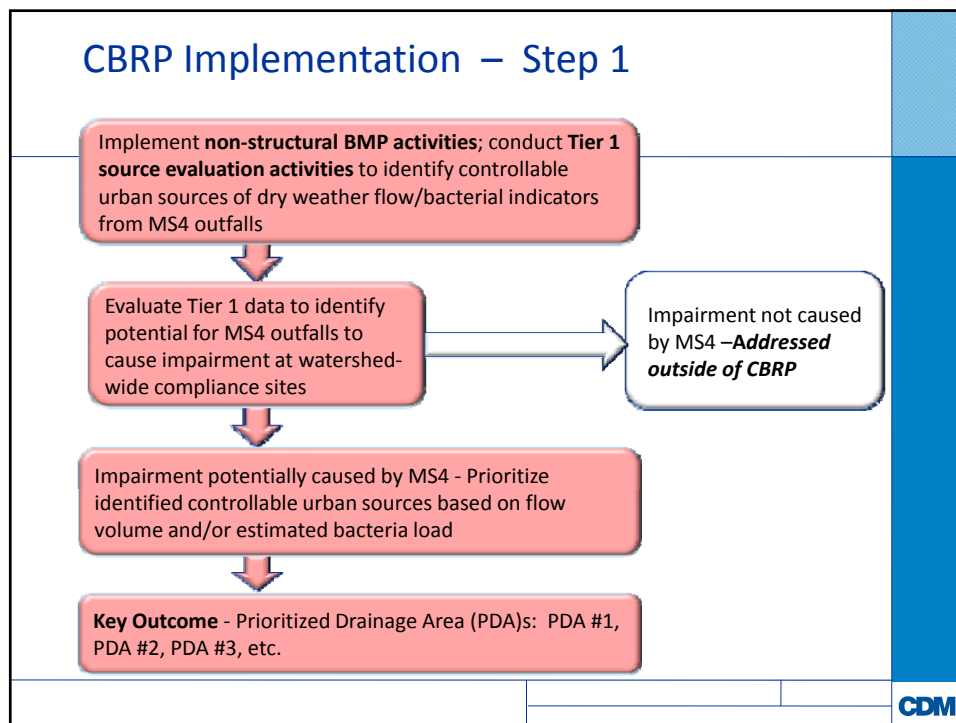 CBRP Implementation – Step 1
Implement non-structural BMP activities; conduct Tier 1
source evaluation activities to identify controllable
urban sources of dry weather flow/bacterial indicators
from MS4 outfalls
Evaluate Tier 1 data to identify
potential for MS4 outfalls to
cause impairment at watershed-
wide compliance sites
Impairment not caused
by MS4 –Addressed
outside of CBRP
Impairment potentially caused by MS4 - Prioritize
identified controllable urban sources based on flow
volume and/or estimated bacteria load
Key Outcome - Prioritized Drainage Area (PDA)s: PDA #1,
PDA #2, PDA #3, etc.
CDM